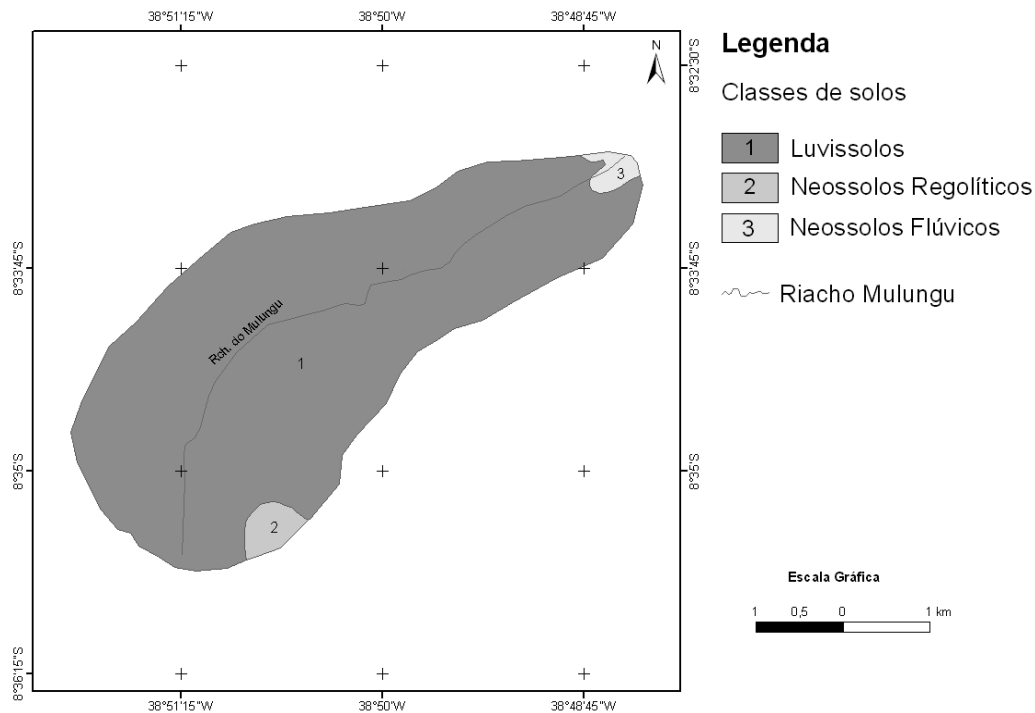 38°51'15"W 38°50'W 38°48'45"W
N
8°32'30"S
8°33'45"S 8°33'45"S
8°35'S 8°35'S
8°36'15"S
Rch. do Mulungu
1
2
3
38°51'15"W 38°50'W 38°48'45"W
Legenda
Classes de solos
1 Luvissolos
2 Neossolos Regolíticos
3 Neossolos Flúvicos
Riacho Mulungu
Escala Gráfica
1 0,5 0 1 km